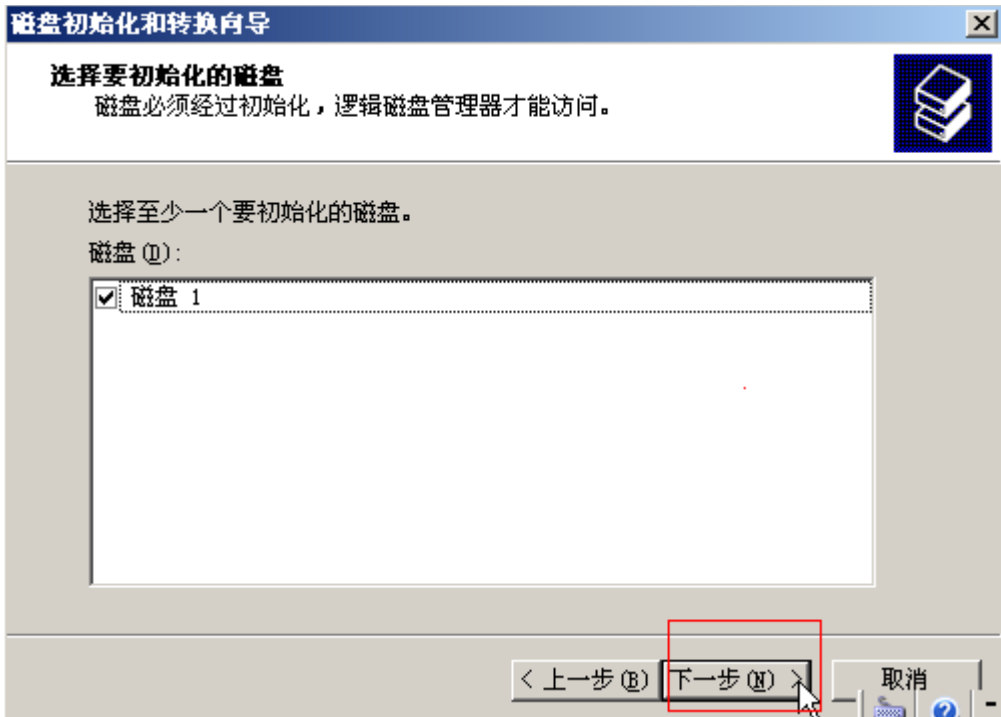 磁盘初始化和转换向导
选择要初始化的磁盘
磁盘必须经过初始化，逻辑磁盘管理器才能访问。
选择至少一个要初始化的磁盘。
磁盘(D):
磁盘 1
< 上一步(B) 下一步(N) > 取消